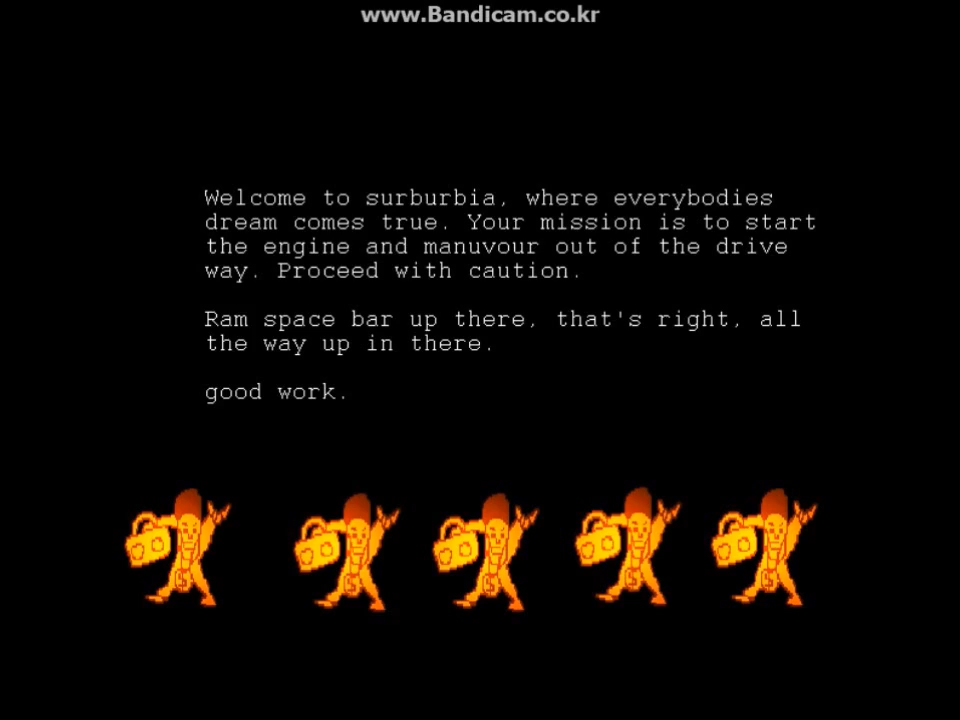 www.Bandicam.co.kr
Welcome to surburbia, where everybodies
dream comes true. Your mission is to start
the engine and manuvour out of the drive
way. Proceed with caution.
Ram space bar up there, that's right, all
the way up in there.
good work.